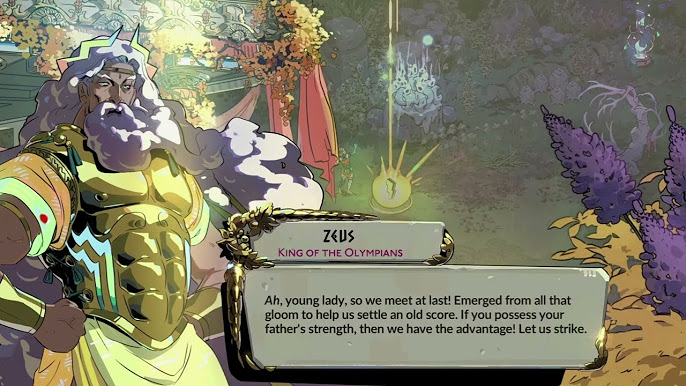 ZEUS
KING OF THE OLYMPIANS
Ah, young lady, so we meet at last! Emerged from all that
gloom to help us settle an old score. If you possess your
father's strength, then we have the advantage! Let us strike.